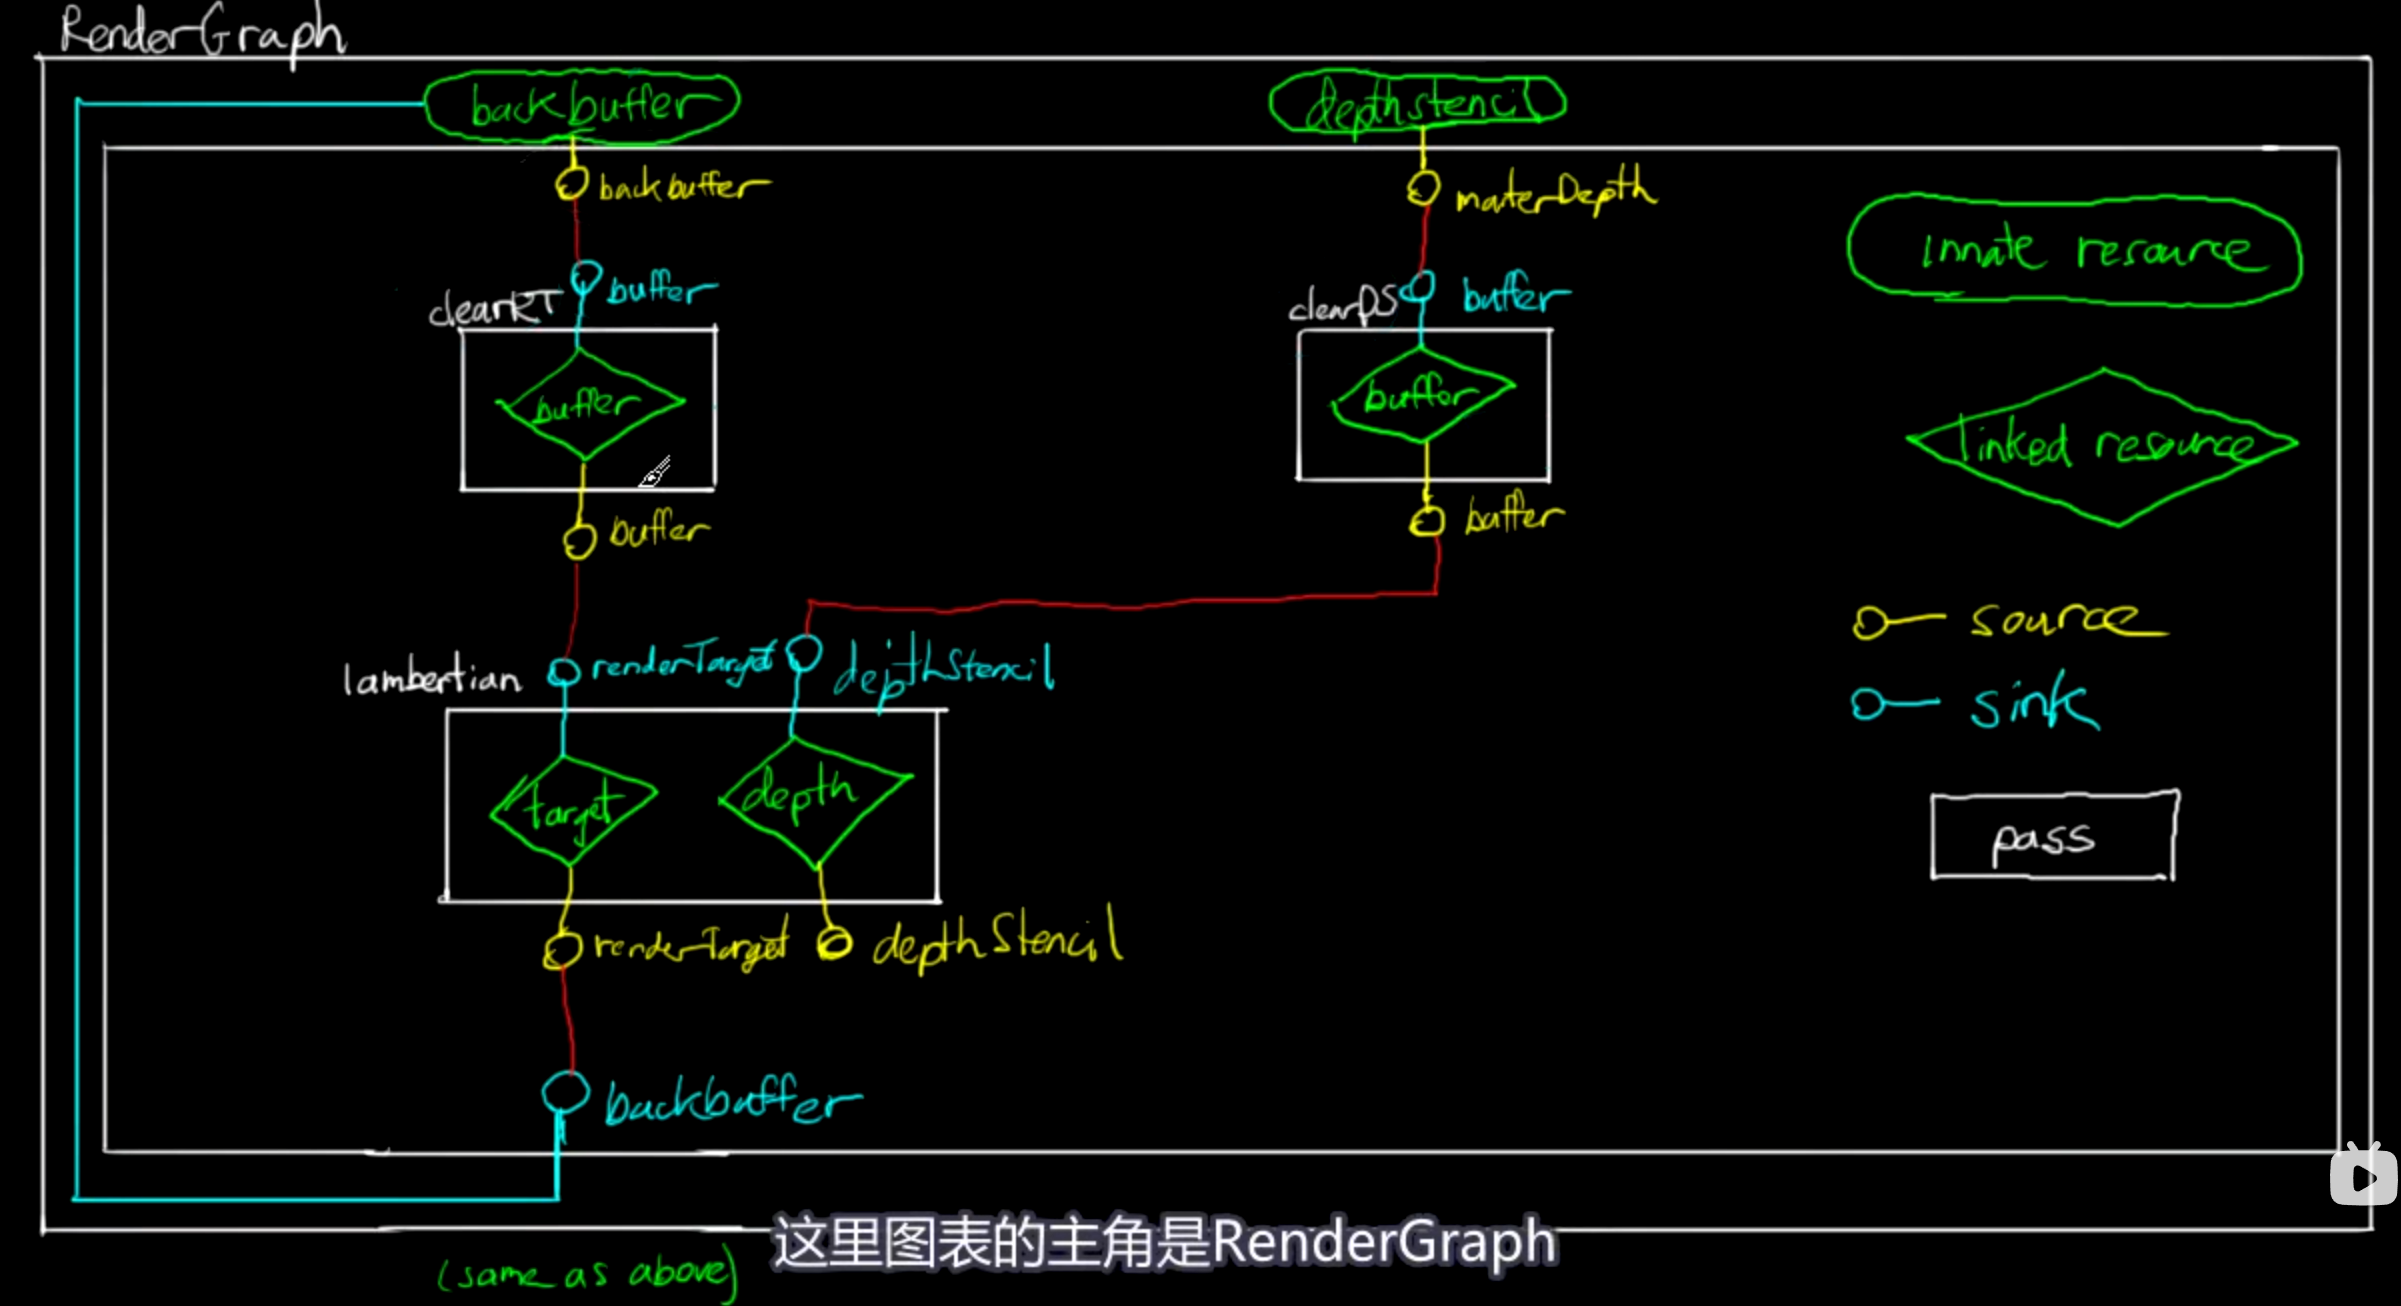 RenderGraph
backbuffer
depthstencil
backbuffer
masterDepth
innate resource
clearRT
buffer
clearDS
buffer
buffer
buffer
linked resource
buffer
buffer
source
lambertian
renderTarget
depthStencil
sink
target
depth
pass
renderTarget
depthStencil
backbuffer
这里图表的主角是RenderGraph
(same as above)